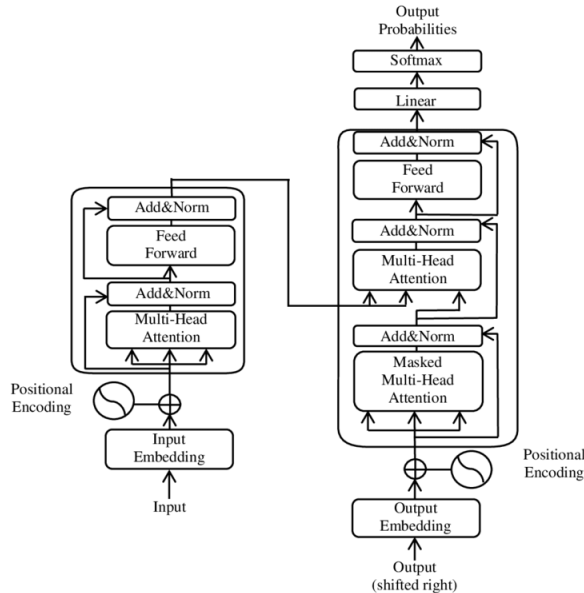 Output
Probabilities
Softmax
Linear
Add&Norm
Feed
Forward
Add&Norm
Multi-Head
Attention
Add&Norm
Masked
Multi-Head
Attention
Positional
Encoding
Output
Embedding
Output
(shifted right)
Add&Norm
Feed
Forward
Add&Norm
Multi-Head
Attention
Positional
Encoding
Input
Embedding
Input